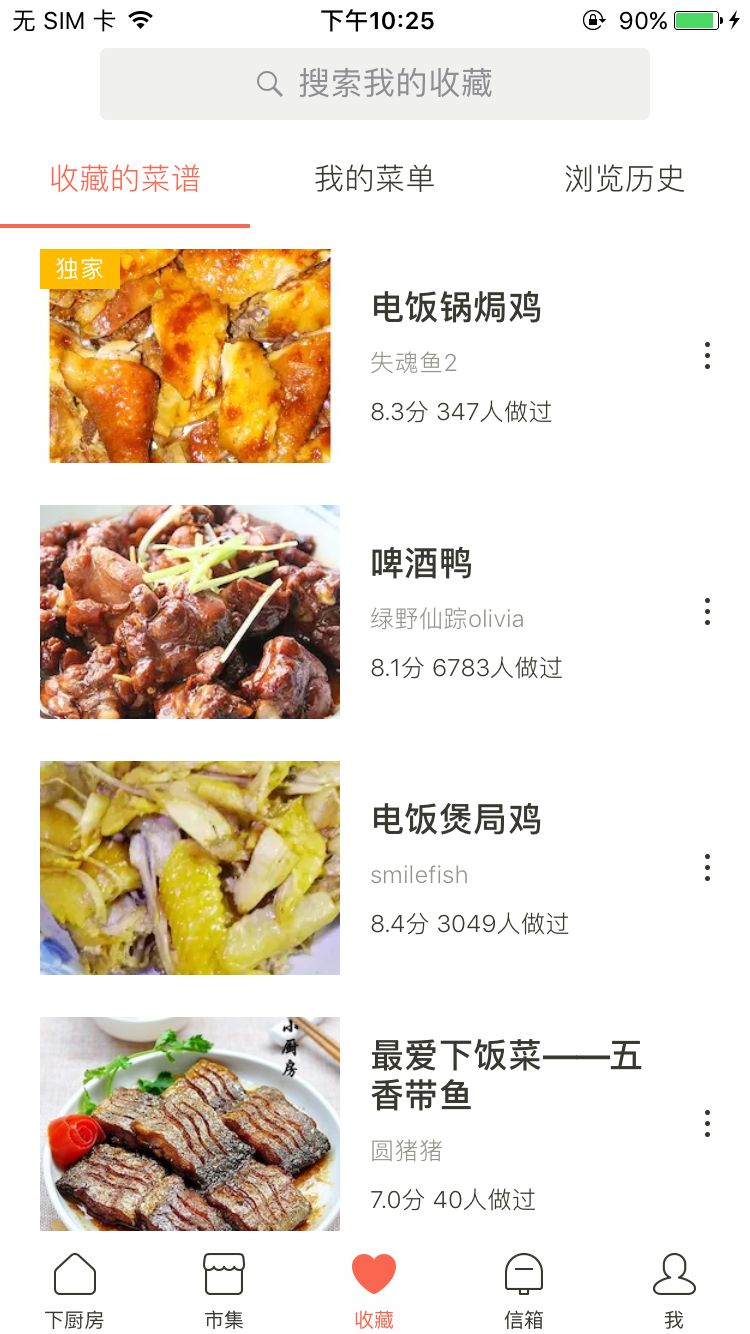 无 SIM 卡
下午10:25
90%
搜索我的收藏
收藏的菜谱
我的菜单
浏览历史
独家
电饭锅焗鸡
失魂鱼2
8.3分 347人做过
啤酒鸭
绿野仙踪olivia
8.1分 6783人做过
电饭煲局鸡
smilefish
8.4分 3049人做过
小厨房
最爱下饭菜——五
香带鱼
圆猪猪
7.0分 40人做过
下厨房
市集
收藏
信箱
我